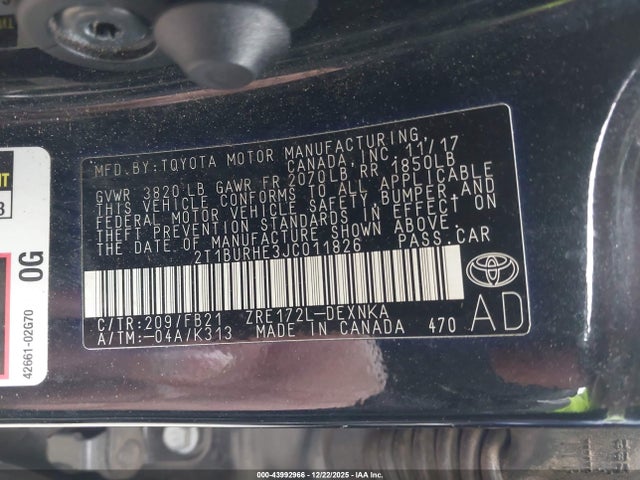 MFD.BY:TOYOTA MOTOR MANUFACTURING,
CANADA, INC. 11/17
GVWR 3820 LB GAWR FR 2070LB RR 1850LB
THIS VEHICLE CONFORMS TO ALL APPLICABLE
FEDERAL MOTOR VEHICLE SAFETY, BUMPER, AND
THEFT PREVENTION STANDARDS IN EFFECT ON
THE DATE OF MANUFACTURE SHOWN ABOVE.
2T1BURHE3JC011826 PASS.CAR
C/TR:209/FB21 ZRE172L-DEXNKA
A/TM:-04A/K313 MADE IN CANADA 470
AD
0G
42661-02G70
000-43992966 - 12/22/2025 - IAA Inc.